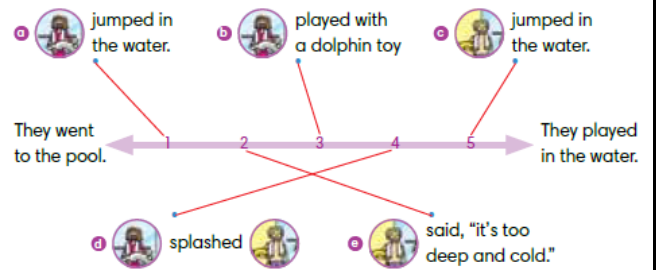 a jumped in
the water.
b played with
a dolphin toy
c jumped in
the water.
They went
to the pool.
1 2 3 4 5
They played
in the water.
d splashed
e said, “it’s too
deep and cold.”